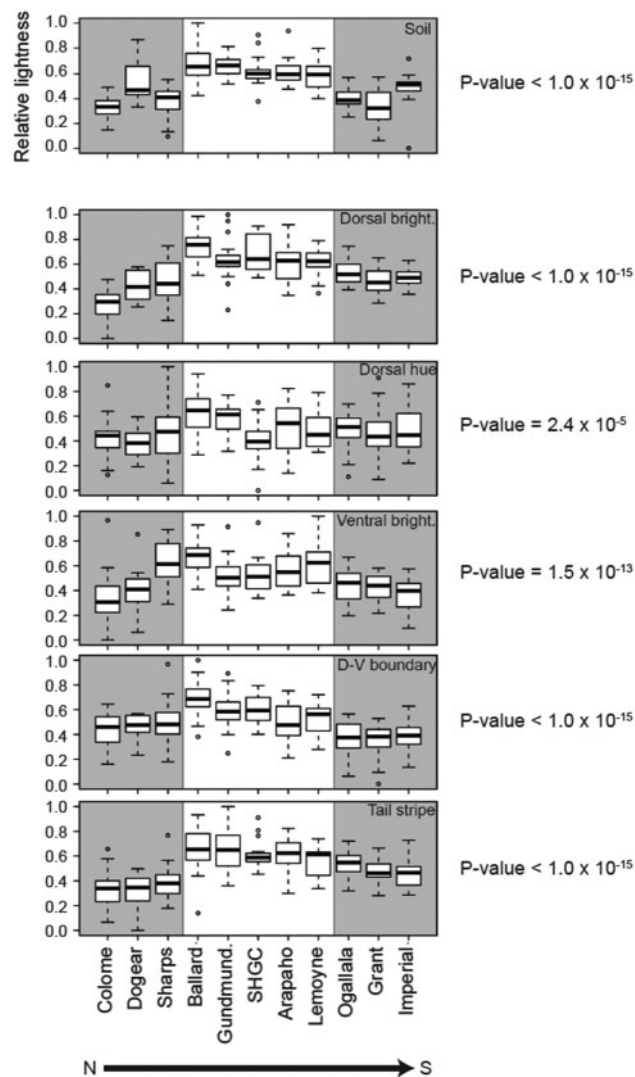 Relative lightness
1.0
0.8
0.6
0.4
0.2
0.0
Soil
P-value < 1.0 x 10-15
1.0
0.8
0.6
0.4
0.2
0.0
Dorsal bright.
P-value < 1.0 x 10-15
1.0
0.8
0.6
0.4
0.2
0.0
Dorsal hue
P-value = 2.4 x 10-5
1.0
0.8
0.6
0.4
0.2
0.0
Ventral bright.
P-value = 1.5 x 10-13
1.0
0.8
0.6
0.4
0.2
0.0
D-V boundary
P-value < 1.0 x 10-15
1.0
0.8
0.6
0.4
0.2
0.0
Tail stripe
P-value < 1.0 x 10-15
Colome
Dogear
Sharps
Ballard
Gundmund.
SHGC
Arapaho
Lemoyne
Ogallala
Grant
Imperial
N
S